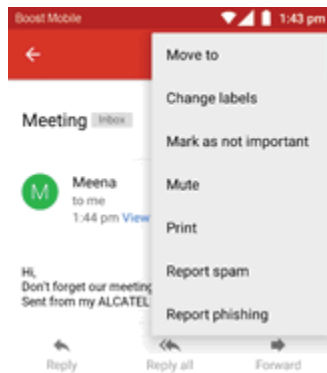 Boost Mobile 1:43 pm
Move to
Change labels
Meeting Inbox
Mark as not important
M Meena
Mute
to me
1:44 pm View
Print
Hi,
Report spam
Don't forget our meeting
Sent from my ALCATEL
Report phishing
Reply Reply all Forward